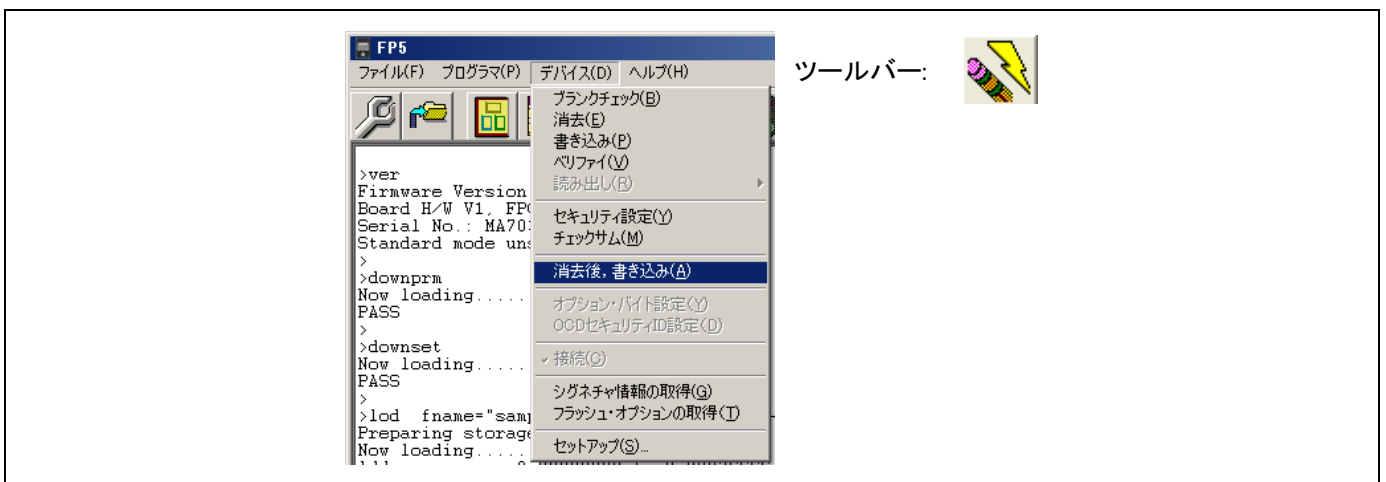 FP5
ファイル(F) プログラマ(P) デバイス(D) ヘルプ(H)
ツールバー:
ブランクチェック(B)
消去(E)
書き込み(P)
ベリファイ(V)
読み出し(R)
セキュリティ設定(Y)
チェックサム(M)
消去後, 書き込み(A)
オプション・バイト設定(Y)
OCDセキュリティID設定(D)
接続(C)
シグネチャ情報の取得(G)
フラッシュ・オプションの取得(T)
セットアップ(S)...
>ver
Firmware Version
Board H/W V1, FP
Serial No.: MA70
Standard mode un
>
>downprm
Now loading.....
PASS
>
>downset
Now loading.....
PASS
>
>lod fname="sam
Preparing storage
Now loading.....